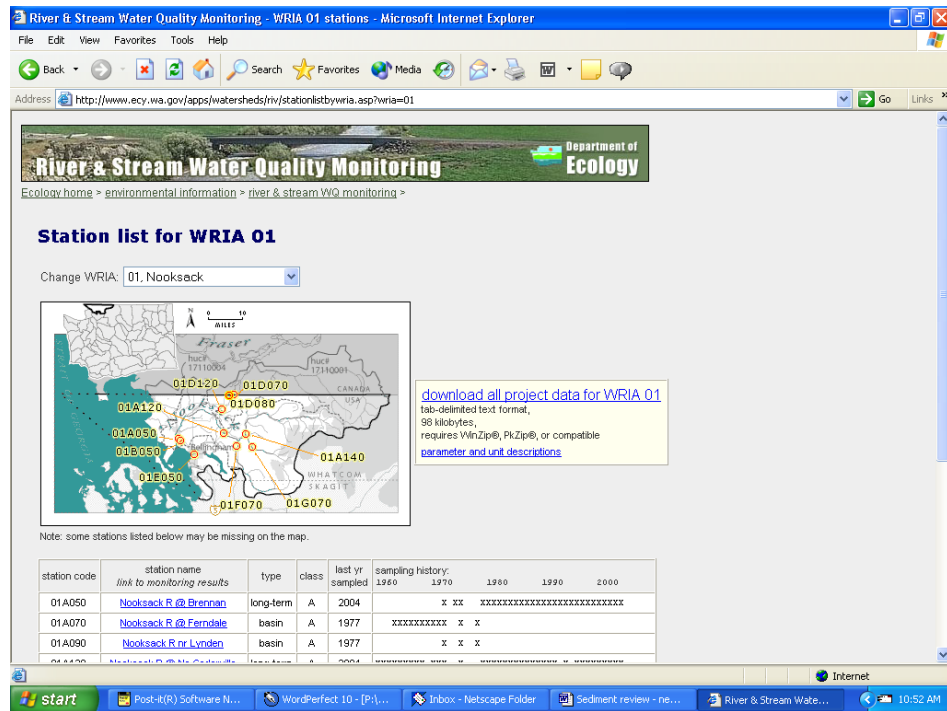 River & Stream Water Quality Monitoring - WRIA 01 stations - Microsoft Internet Explorer
File Edit View Favorites Tools Help
Back Search Favorites Media
Address http://www.ecy.wa.gov/apps/watersheds/riv/stationlistbywria.asp?wria=01 Go Links »
River & Stream Water Quality Monitoring
Department of
Ecology
Ecology home > environmental information > river & stream WQ monitoring >
Station list for WRIA 01
Change WRIA: 01, Nooksack
N 0 10
MILES
Fraser
huc#
17110004
huc#
17110001
CANADA
USA
01D120 01D070
01D080
01A120
Nooksack
01A050
Bellingham
01B050
01A140
01E050
WHATCOM
SKAGIT
01F070 01G070
5
STRAIT OF GEORGIA
download all project data for WRIA 01
tab-delimited text format,
98 kilobytes,
requires WinZip®, PkZip®, or compatible
parameter and unit descriptions
Note: some stations listed below may be missing on the map.
station code station name link to monitoring results type class last yr sampled sampling history: 1960 1970 1980 1990 2000
01A050 Nooksack R @ Brennan long-term A 2004 x xx xxxxxxxxxxxxxxxxxxxxxxxxxx
01A070 Nooksack R @ Ferndale basin A 1977 xxxxxxxxxx x x
01A090 Nooksack R nr Lynden basin A 1977 x x x
Internet
start Post-it(R) Software N... WordPerfect 10 - [P:\... Inbox - Netscape Folder Sediment review - ne... River & Stream Wate... 10:52 AM